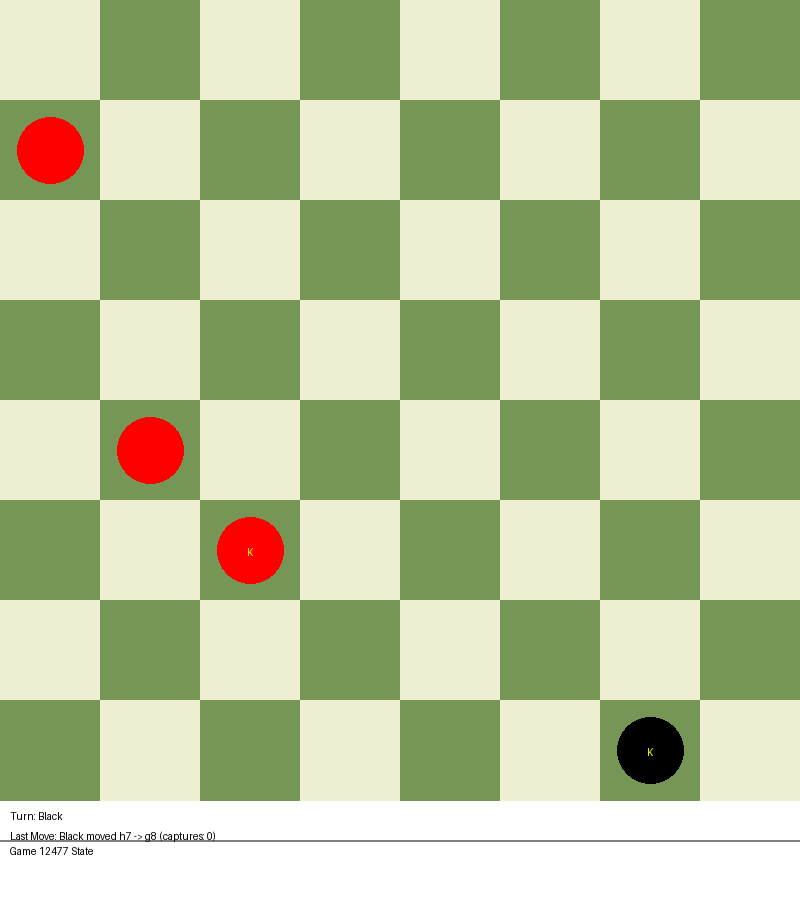 K
K
Turn: Black
Last Move: Black moved h7 -> g8 (captures: 0)
Game 12477 State